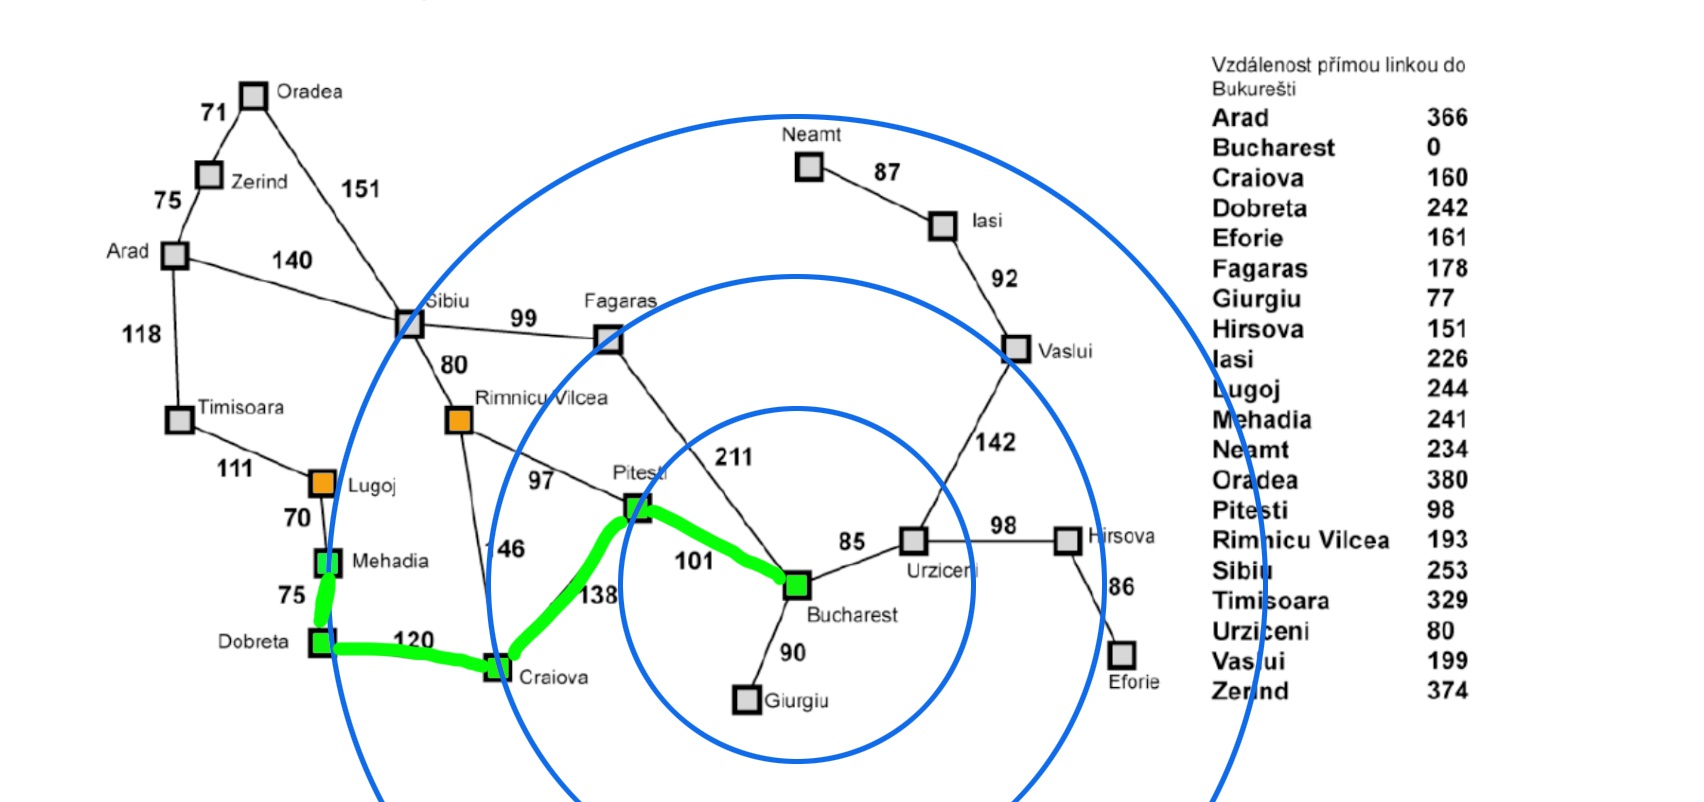 Oradea
71
Zerind
151
75
Arad
140
118
Sibiu
99
Fagaras
80
Timisoara
Rimnicu Vilcea
111
Lugoj
97
Pitesti
211
70
Mehadia
46
101
75
138
Dobreta
120
Craiova
Bucharest
90
Giurgiu
85
Urziceni
98
Hirsova
86
Eforie
142
Vaslui
92
Iasi
87
Neamt
Vzdálenost přímou linkou do
Bukurešti
Arad 366
Bucharest 0
Craiova 160
Dobreta 242
Eforie 161
Fagaras 178
Giurgiu 77
Hirsova 151
Iasi 226
Lugoj 244
Mehadia 241
Neamt 234
Oradea 380
Pitesti 98
Rimnicu Vilcea 193
Sibiu 253
Timisoara 329
Urziceni 80
Vaslui 199
Zerind 374